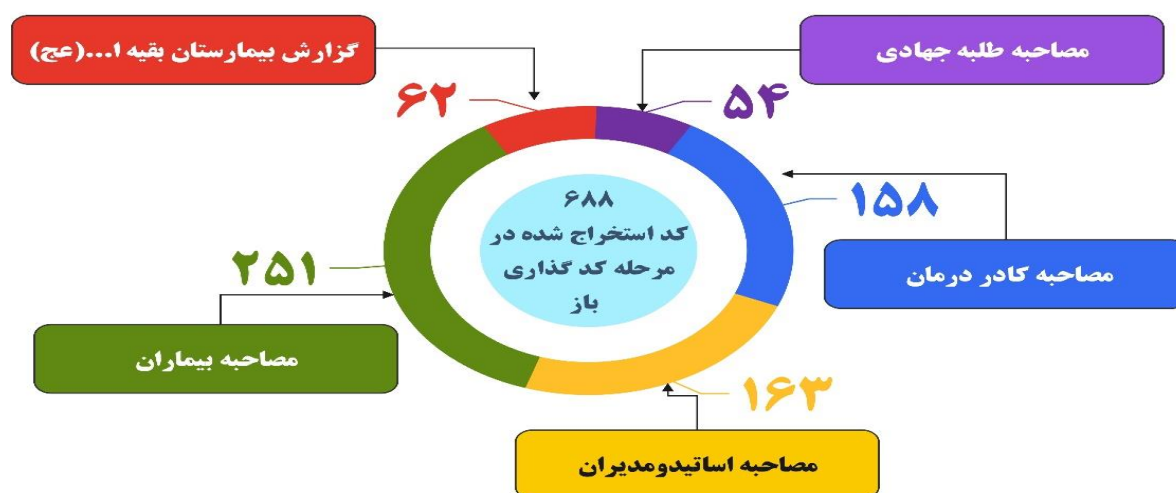 مصاحبه طلبه جهادی
گزارش بیمارستان بقیه ا...(عج)
۵۴
۶۲
۱۵۸
مصاحبه کادر درمان
۶۸۸
کد استخراج شده در
مرحله کد گذاری
باز
۲۵۱
مصاحبه بیماران
۱۶۳
مصاحبه اساتیدومدیران